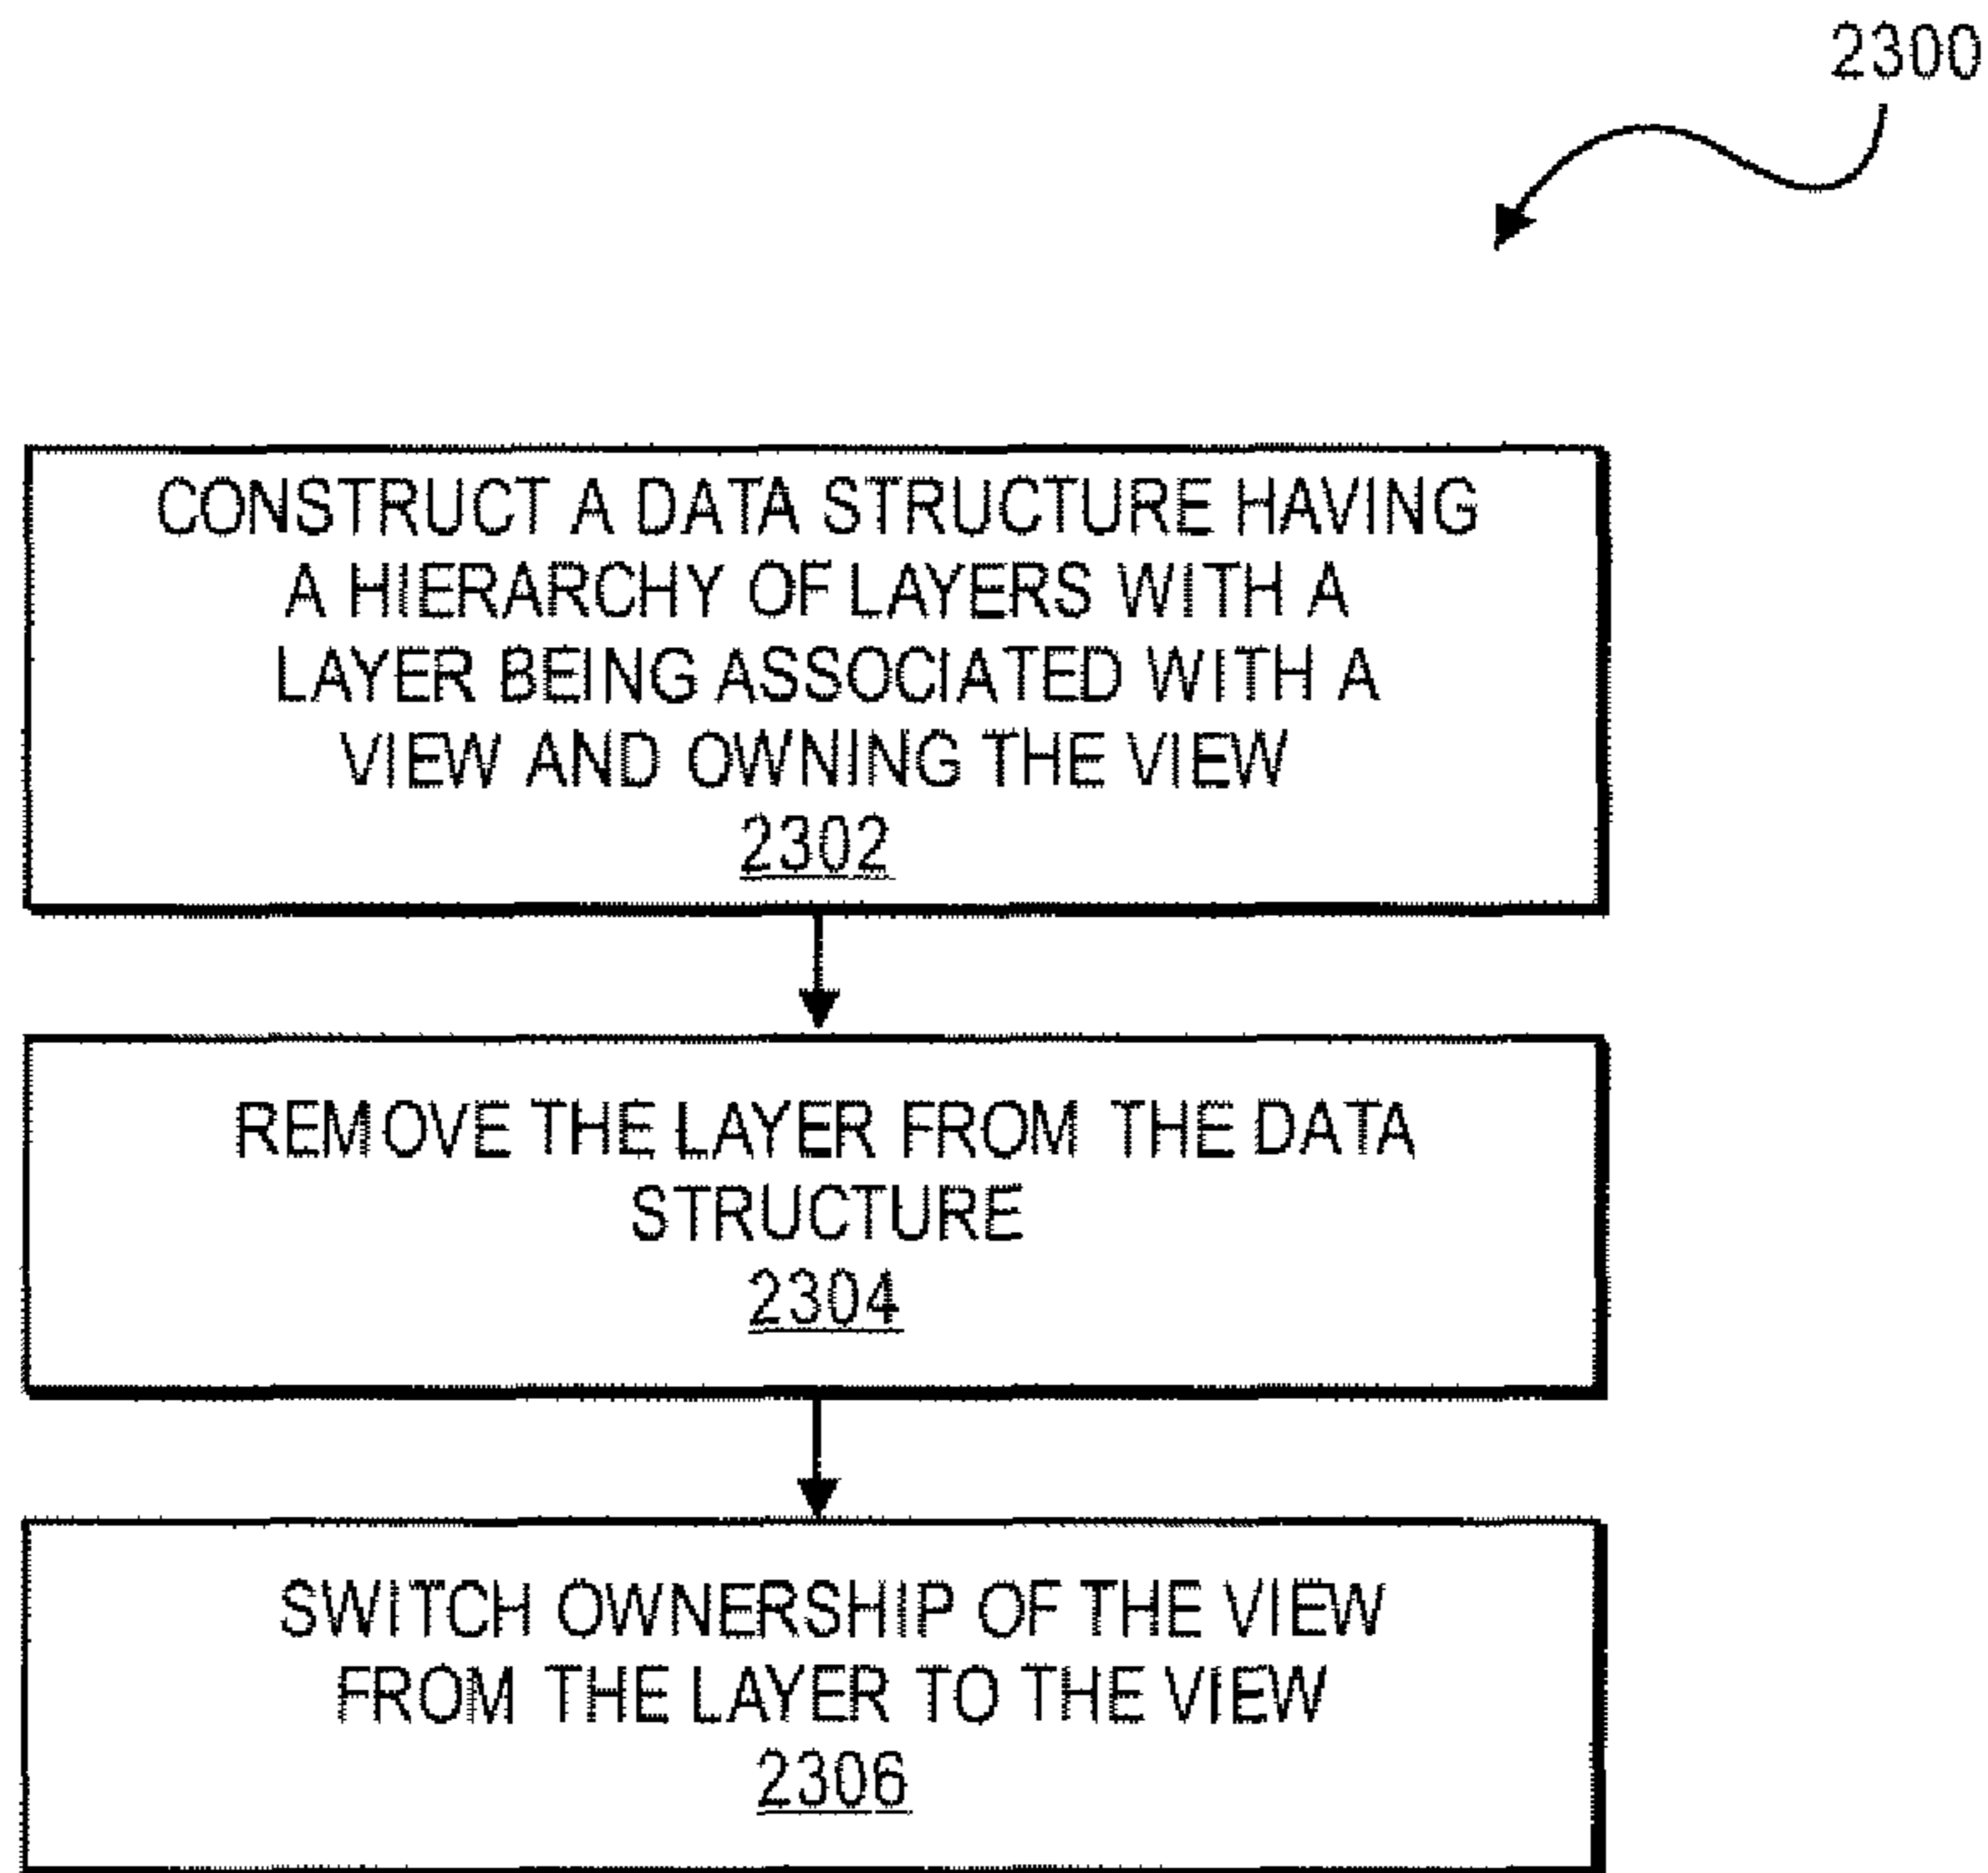 2300
CONSTRUCT A DATA STRUCTURE HAVING
A HIERARCHY OF LAYERS WITH A
LAYER BEING ASSOCIATED WITH A
VIEW AND OWNING THE VIEW
2302
REMOVE THE LAYER FROM THE DATA
STRUCTURE
2304
SWITCH OWNERSHIP OF THE VIEW
FROM THE LAYER TO THE VIEW
2306